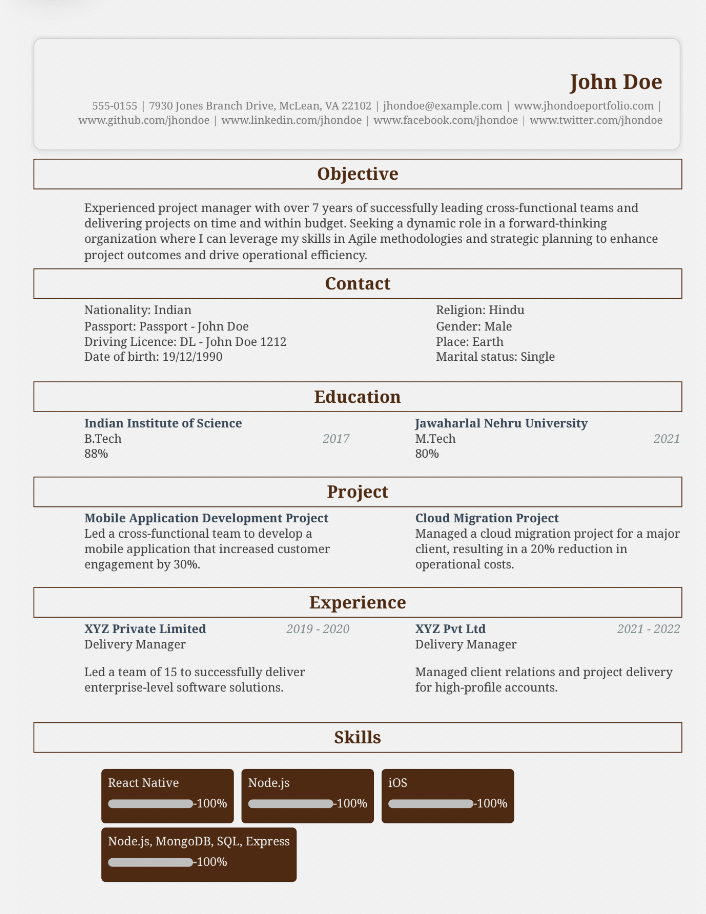 John Doe
555-0155 | 7930 Jones Branch Drive, McLean, VA 22102 | jhondoe@example.com | www.jhondoeportfolio.com |
www.github.com/jhondoe | www.linkedin.com/jhondoe | www.facebook.com/jhondoe | www.twitter.com/jhondoe
Objective
Experienced project manager with over 7 years of successfully leading cross-functional teams and
delivering projects on time and within budget. Seeking a dynamic role in a forward-thinking
organization where I can leverage my skills in Agile methodologies and strategic planning to enhance
project outcomes and drive operational efficiency.
Contact
Nationality: Indian
Passport: Passport - John Doe
Driving Licence: DL - John Doe 1212
Date of birth: 19/12/1990
Religion: Hindu
Gender: Male
Place: Earth
Marital status: Single
Education
Indian Institute of Science
B.Tech 2017
88%
Jawaharlal Nehru University
M.Tech 2021
80%
Project
Mobile Application Development Project
Led a cross-functional team to develop a
mobile application that increased customer
engagement by 30%.
Cloud Migration Project
Managed a cloud migration project for a major
client, resulting in a 20% reduction in
operational costs.
Experience
XYZ Private Limited 2019 - 2020
Delivery Manager
Led a team of 15 to successfully deliver
enterprise-level software solutions.
XYZ Pvt Ltd 2021 - 2022
Delivery Manager
Managed client relations and project delivery
for high-profile accounts.
Skills
React Native
-100%
Node.js
-100%
iOS
-100%
Node.js, MongoDB, SQL, Express
-100%